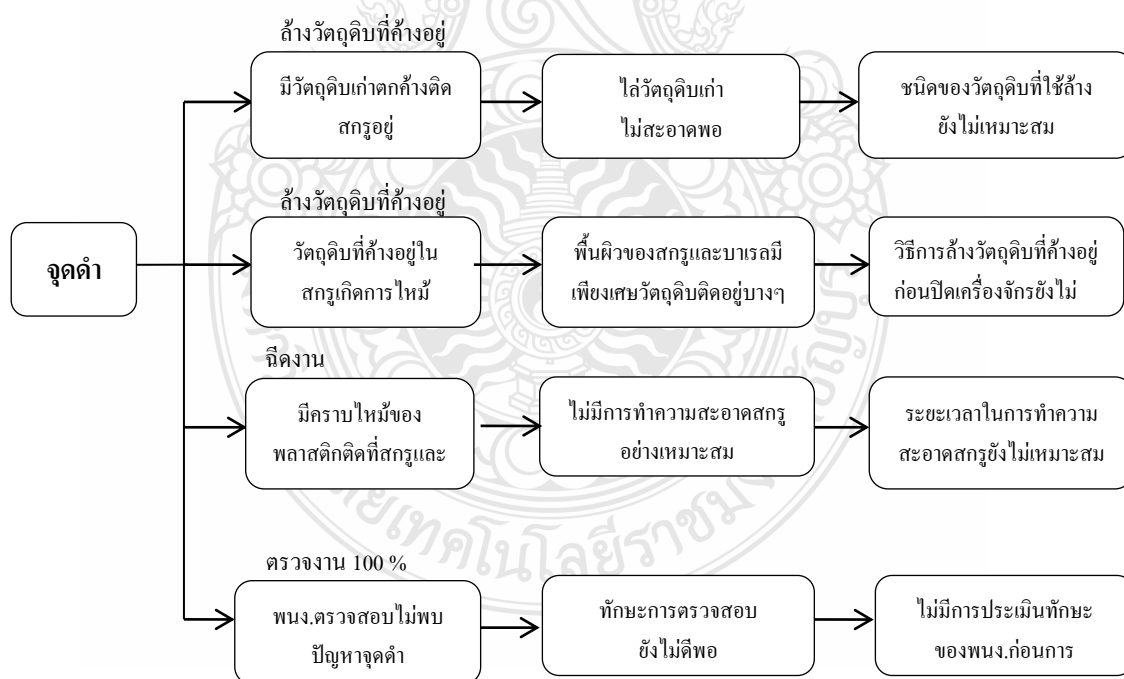 ล้างวัตถุดิบที่ค้างอยู่
มีวัตถุดิบเก่าตกค้างติด
สกรูอยู่
ไล่วัตถุดิบเก่า
ไม่สะอาดพอ
ชนิดของวัตถุดิบที่ใช้ล้าง
ยังไม่เหมาะสม
จุดดำ
ล้างวัตถุดิบที่ค้างอยู่
วัตถุดิบที่ค้างอยู่ใน
สกรูเกิดการไหม้
พื้นผิวของสกรูและบาเรลมี
เพียงเศษวัตถุดิบติดอยู่บางๆ
วิธีการล้างวัตถุดิบที่ค้างอยู่
ก่อนปิดเครื่องจักรยังไม่
ฉีดงาน
มีคราบไหม้ของ
พลาสติกติดที่สกรูและ
ไม่มีการทำความสะอาดสกรู
อย่างเหมาะสม
ระยะเวลาในการทำความ
สะอาดสกรูยังไม่เหมาะสม
ตรวจงาน 100 %
พนง.ตรวจสอบไม่พบ
ปัญหาจุดดำ
ทักษะการตรวจสอบ
ยังไม่ดีพอ
ไม่มีการประเมินทักษะ
ของพนง.ก่อนการ